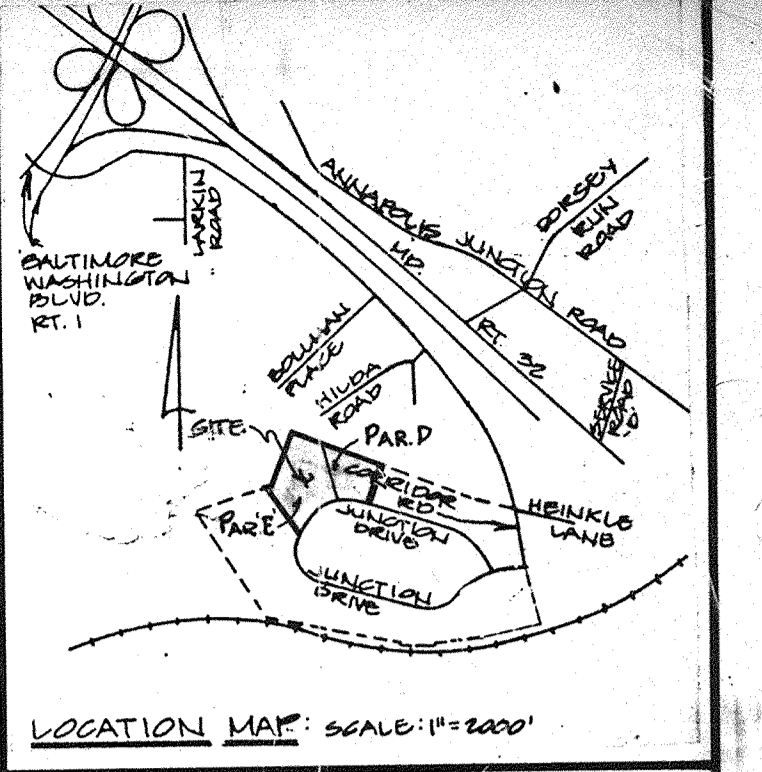 ANNAPOLIS JUNCTION ROAD
DORSEY
RUN
ROAD
LARKIN
ROAD
BALTIMORE
WASHINGTON
BLVD.
RT. 1
MD.
RT. 32
BOLLMAN
PLACE
HILDA
ROAD
SERVICE
ROAD
SITE
PAR.D
CORRIDOR
RD.
HEINKLE
LANE
PAR 'E'
JUNCTION
DRIVE
JUNCTION
DRIVE
LOCATION MAP: SCALE: 1"=2000'